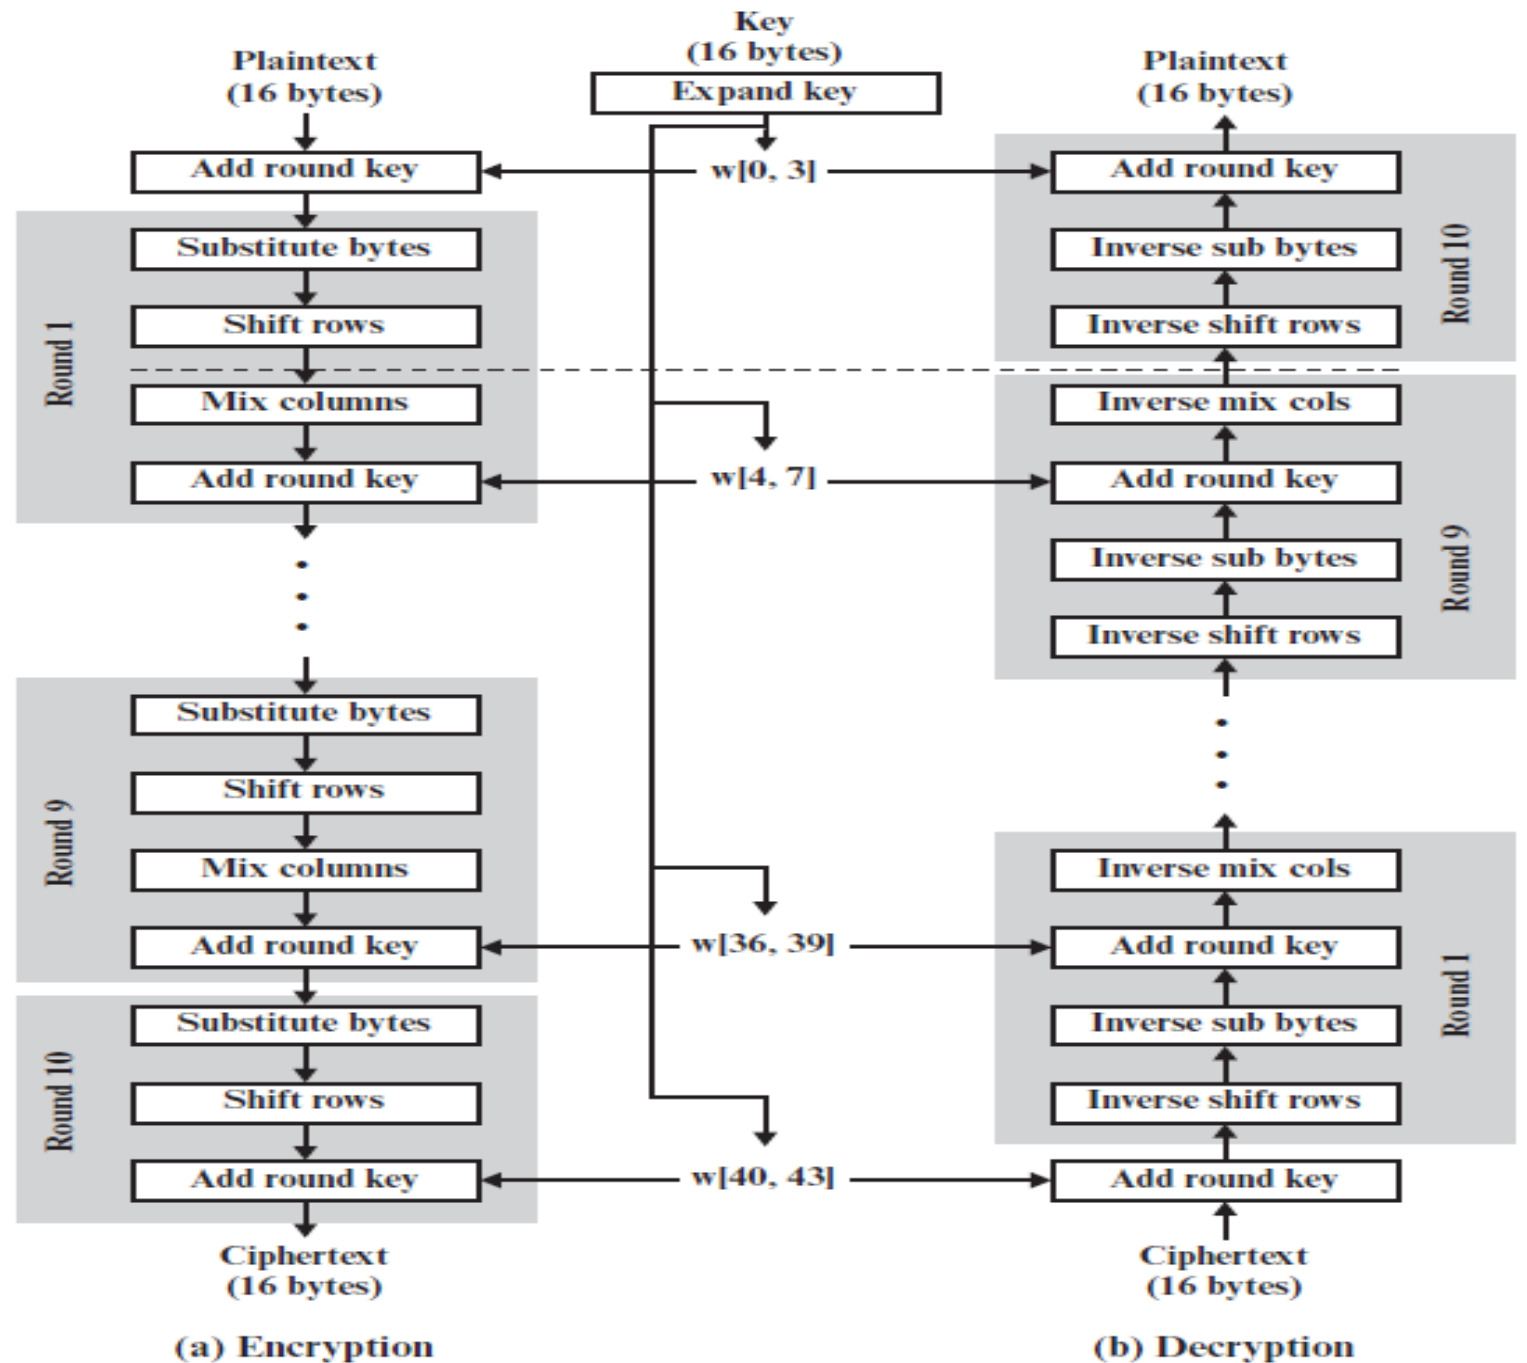 Key
(16 bytes)
Expand key
Plaintext
(16 bytes)
Add round key
Round 1
Substitute bytes
Shift rows
Mix columns
Add round key
Round 9
Substitute bytes
Shift rows
Mix columns
Add round key
Round 10
Substitute bytes
Shift rows
Add round key
Ciphertext
(16 bytes)
(a) Encryption
w[0, 3]
w[4, 7]
w[36, 39]
w[40, 43]
Plaintext
(16 bytes)
Add round key
Inverse sub bytes
Inverse shift rows
Round 10
Inverse mix cols
Add round key
Inverse sub bytes
Inverse shift rows
Round 9
Inverse mix cols
Add round key
Inverse sub bytes
Inverse shift rows
Round 1
Add round key
Ciphertext
(16 bytes)
(b) Decryption